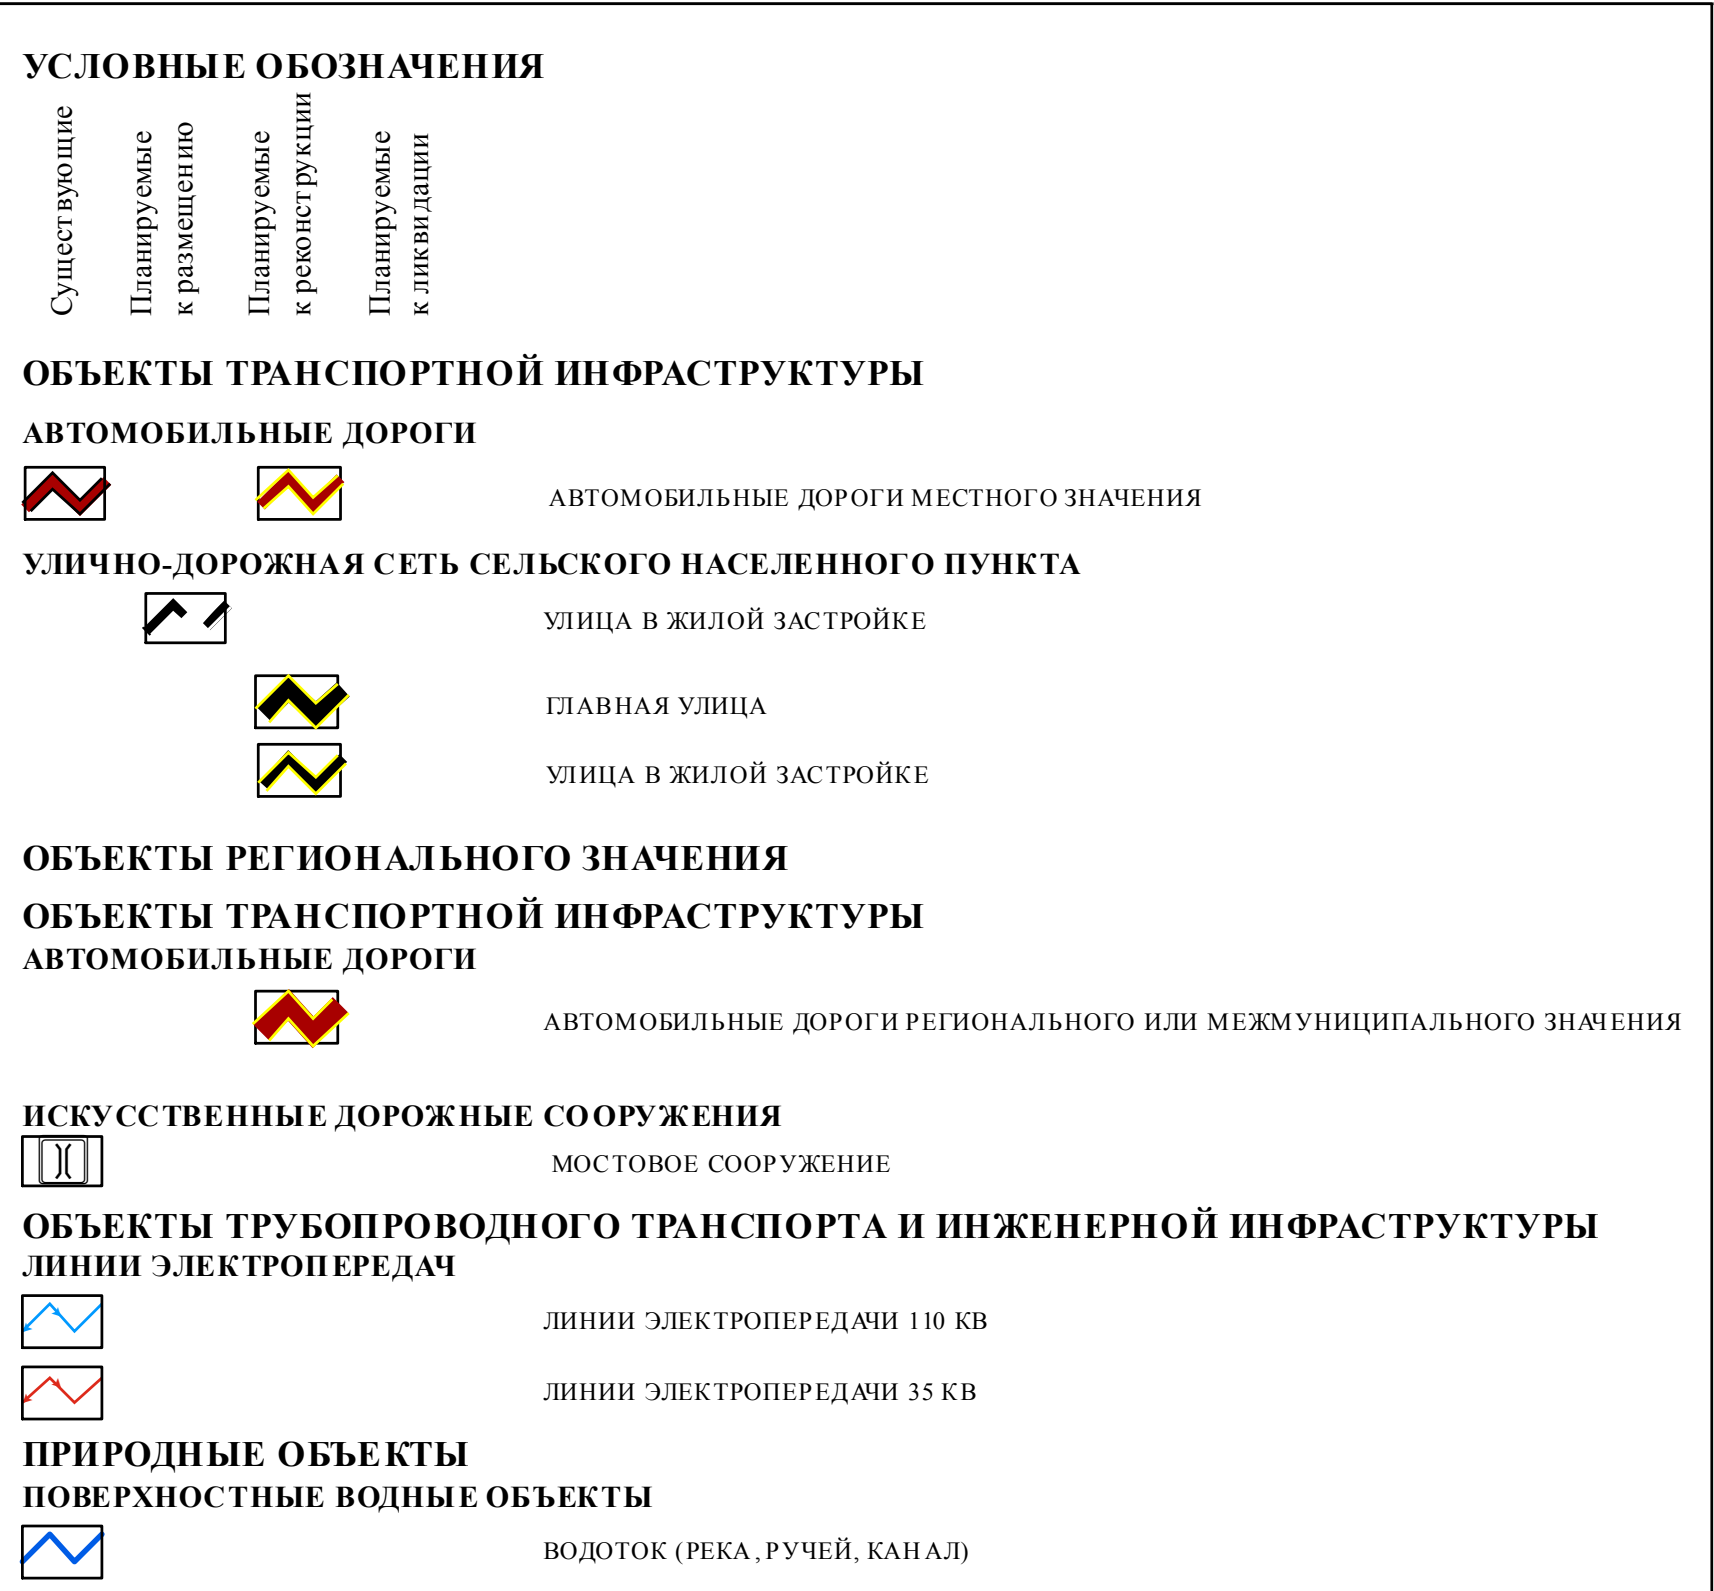 УСЛОВНЫЕ ОБОЗНАЧЕНИЯ
Существующие
Планируемые
к размещению
Планируемые
к реконструкции
Планируемые
к ликвидации
ОБЪЕКТЫ ТРАНСПОРТНОЙ ИНФРАСТРУКТУРЫ
АВТОМОБИЛЬНЫЕ ДОРОГИ
АВТОМОБИЛЬНЫЕ ДОРОГИ МЕСТНОГО ЗНАЧЕНИЯ
УЛИЧНО-ДОРОЖНАЯ СЕТЬ СЕЛЬСКОГО НАСЕЛЕННОГО ПУНКТА
УЛИЦА В ЖИЛОЙ ЗАСТРОЙКЕ
ГЛАВНАЯ УЛИЦА
УЛИЦА В ЖИЛОЙ ЗАСТРОЙКЕ
ОБЪЕКТЫ РЕГИОНАЛЬНОГО ЗНАЧЕНИЯ
ОБЪЕКТЫ ТРАНСПОРТНОЙ ИНФРАСТРУКТУРЫ
АВТОМОБИЛЬНЫЕ ДОРОГИ
АВТОМОБИЛЬНЫЕ ДОРОГИ РЕГИОНАЛЬНОГО ИЛИ МЕЖМУНИЦИПАЛЬНОГО ЗНАЧЕНИЯ
ИСКУССТВЕННЫЕ ДОРОЖНЫЕ СООРУЖЕНИЯ
МОСТОВОЕ СООРУЖЕНИЕ
ОБЪЕКТЫ ТРУБОПРОВОДНОГО ТРАНСПОРТА И ИНЖЕНЕРНОЙ ИНФРАСТРУКТУРЫ
ЛИНИИ ЭЛЕКТРОПЕРЕДАЧ
ЛИНИИ ЭЛЕКТРОПЕРЕДАЧИ 110 КВ
ЛИНИИ ЭЛЕКТРОПЕРЕДАЧИ 35 КВ
ПРИРОДНЫЕ ОБЪЕКТЫ
ПОВЕРХНОСТНЫЕ ВОДНЫЕ ОБЪЕКТЫ
ВОДОТОК (РЕКА, РУЧЕЙ, КАНАЛ)